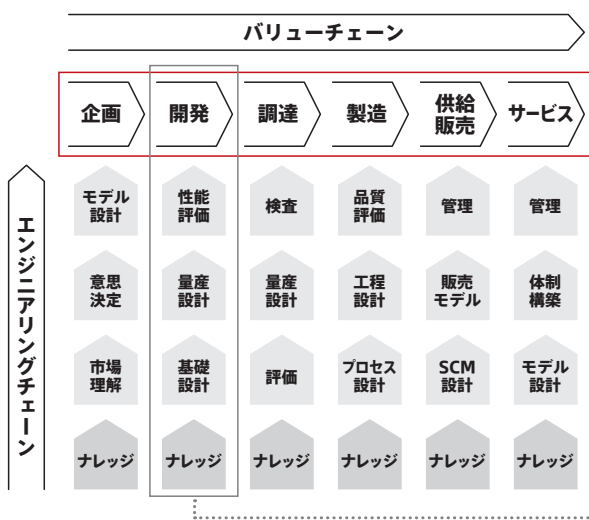 バリューチェーン
企画
開発
調達
製造
供給
販売
サービス
エンジニアリングチェーン
モデル
設計
性能
評価
検査
品質
評価
管理
管理
意思
決定
量産
設計
量産
設計
工程
設計
販売
モデル
体制
構築
市場
理解
基礎
設計
評価
プロセス
設計
SCM
設計
モデル
設計
ナレッジ
ナレッジ
ナレッジ
ナレッジ
ナレッジ
ナレッジ